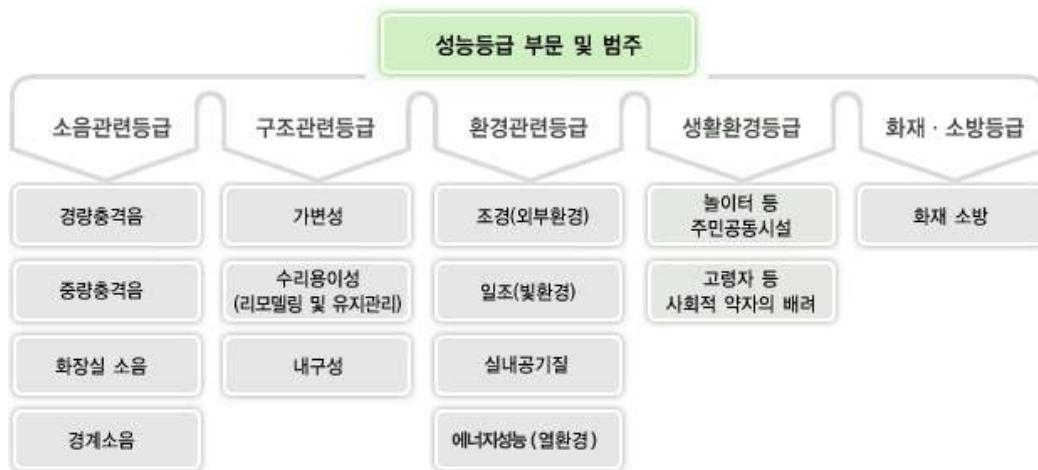 성능등급 부문 및 범주
소음관련등급
구조관련등급
환경관련등급
생활환경등급
화재 · 소방등급
경량충격음
가변성
조경(외부환경)
놀이터 등
주민공동시설
화재 소방
중량충격음
수리용이성
(리모델링 및 유지관리)
일조(빛환경)
고령자 등
사회적 약자의 배려
화장실 소음
내구성
실내공기질
경계소음
에너지성능(열환경)